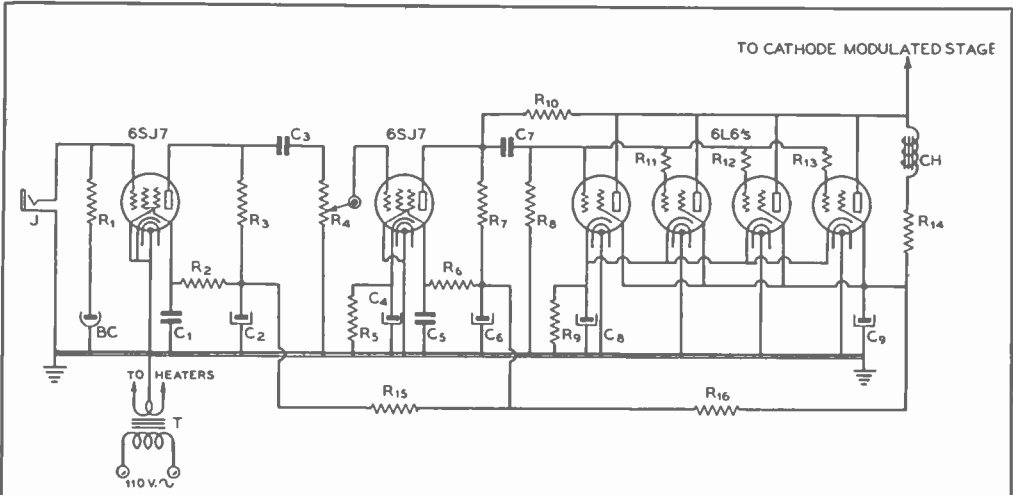 TO CATHODE MODULATED STAGE
R10
6SJ7
C3
6SJ7
C7
6L6's
R11
R12
R13
CH
J
R1
R3
R4
R7
R8
R14
R2
R6
BC
C1
C2
R5
C4
C5
C6
R9
C8
C9
TO HEATERS
R15
R16
T
110 V.~